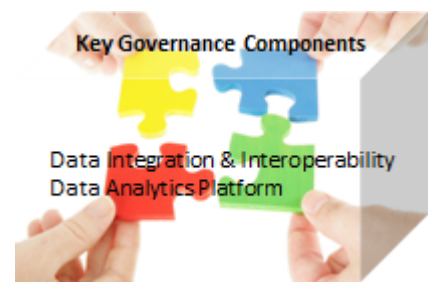 Key Governance Components
Data Integration & Interoperability
Data Analytics Platform